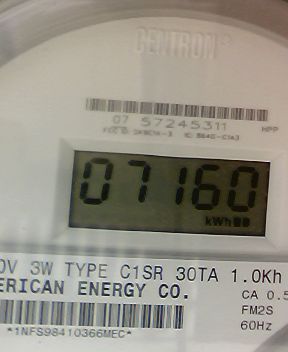 CENTRON®
07 57245311
HPP
07160
kWh
0V 3W TYPE C1SR 30TA 1.0Kh
ERICAN ENERGY CO.
CA 0.5
FM2S
60Hz
*1NFS98410366MEC*